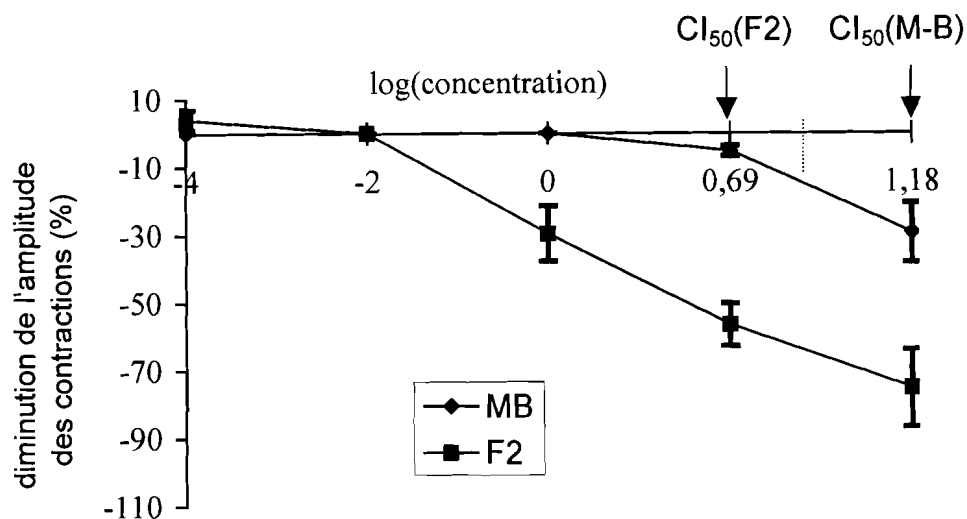 CI50(F2) CI50(M-B)
log(concentration)
10
-10
-30
-50
-70
-90
-110
-4 -2 0 0,69 1,18
diminution de l'amplitude
des contractions (%)
MB
F2